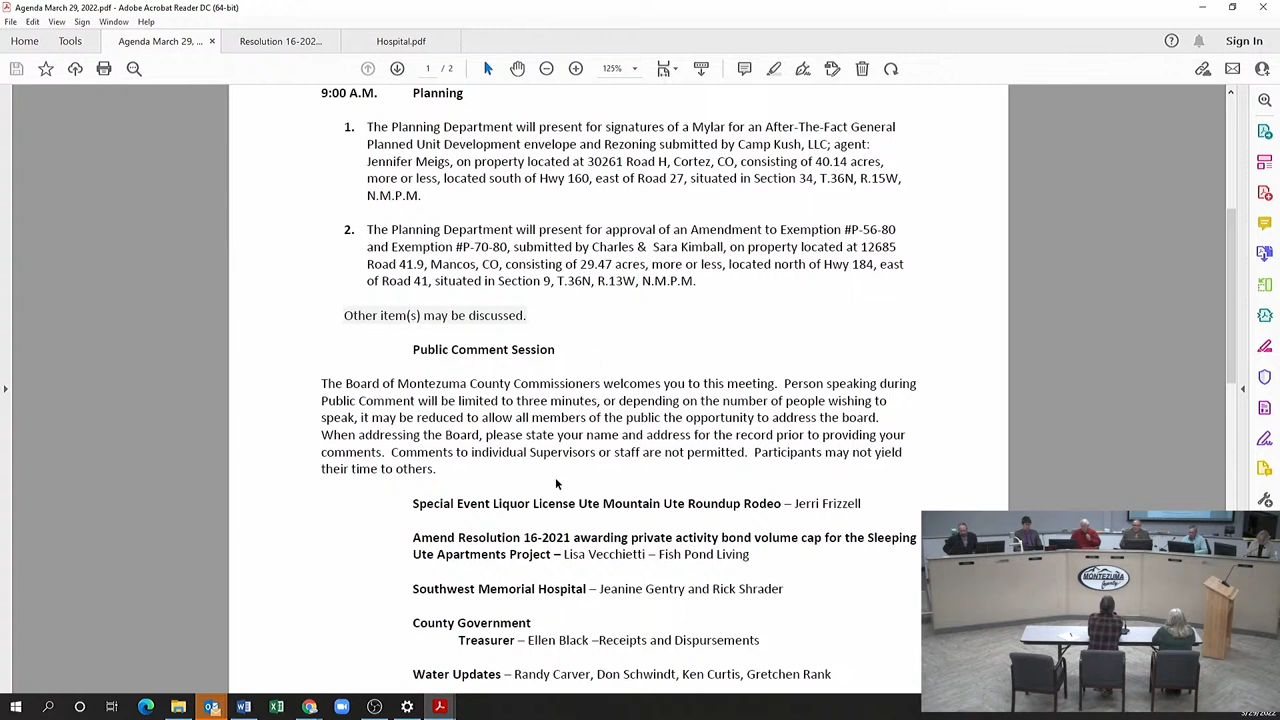 Agenda March 29, 2022.pdf - Adobe Acrobat Reader DC (64-bit)
File Edit View Sign Window Help
Home Tools Agenda March 29, ... × Resolution 16-202... Hospital.pdf Sign In
1 / 2 125%
9:00 A.M. Planning
1. The Planning Department will present for signatures of a Mylar for an After-The-Fact General
Planned Unit Development envelope and Rezoning submitted by Camp Kush, LLC; agent:
Jennifer Meigs, on property located at 30261 Road H, Cortez, CO, consisting of 40.14 acres,
more or less, located south of Hwy 160, east of Road 27, situated in Section 34, T.36N, R.15W,
N.M.P.M.
2. The Planning Department will present for approval of an Amendment to Exemption #P-56-80
and Exemption #P-70-80, submitted by Charles & Sara Kimball, on property located at 12685
Road 41.9, Mancos, CO, consisting of 29.47 acres, more or less, located north of Hwy 184, east
of Road 41, situated in Section 9, T.36N, R.13W, N.M.P.M.
Other item(s) may be discussed.
Public Comment Session
The Board of Montezuma County Commissioners welcomes you to this meeting. Person speaking during
Public Comment will be limited to three minutes, or depending on the number of people wishing to
speak, it may be reduced to allow all members of the public the opportunity to address the board.
When addressing the Board, please state your name and address for the record prior to providing your
comments. Comments to individual Supervisors or staff are not permitted. Participants may not yield
their time to others.
Special Event Liquor License Ute Mountain Ute Roundup Rodeo – Jerri Frizzell
Amend Resolution 16-2021 awarding private activity bond volume cap for the Sleeping
Ute Apartments Project – Lisa Vecchietti – Fish Pond Living
Southwest Memorial Hospital – Jeanine Gentry and Rick Shrader
County Government
Treasurer – Ellen Black –Receipts and Dispursements
Water Updates – Randy Carver, Don Schwindt, Ken Curtis, Gretchen Rank
MONTEZUMA
County
3/29/2022